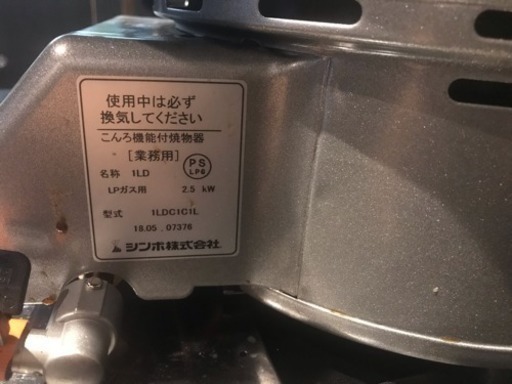 使用中は必ず
換気してください
こんろ機能付焼物器
[業務用]
PS
LPG
名称 1LD
LPガス用 2.5 kW
型式 1LDC1C1L
18.05.07376
シンポ株式会社